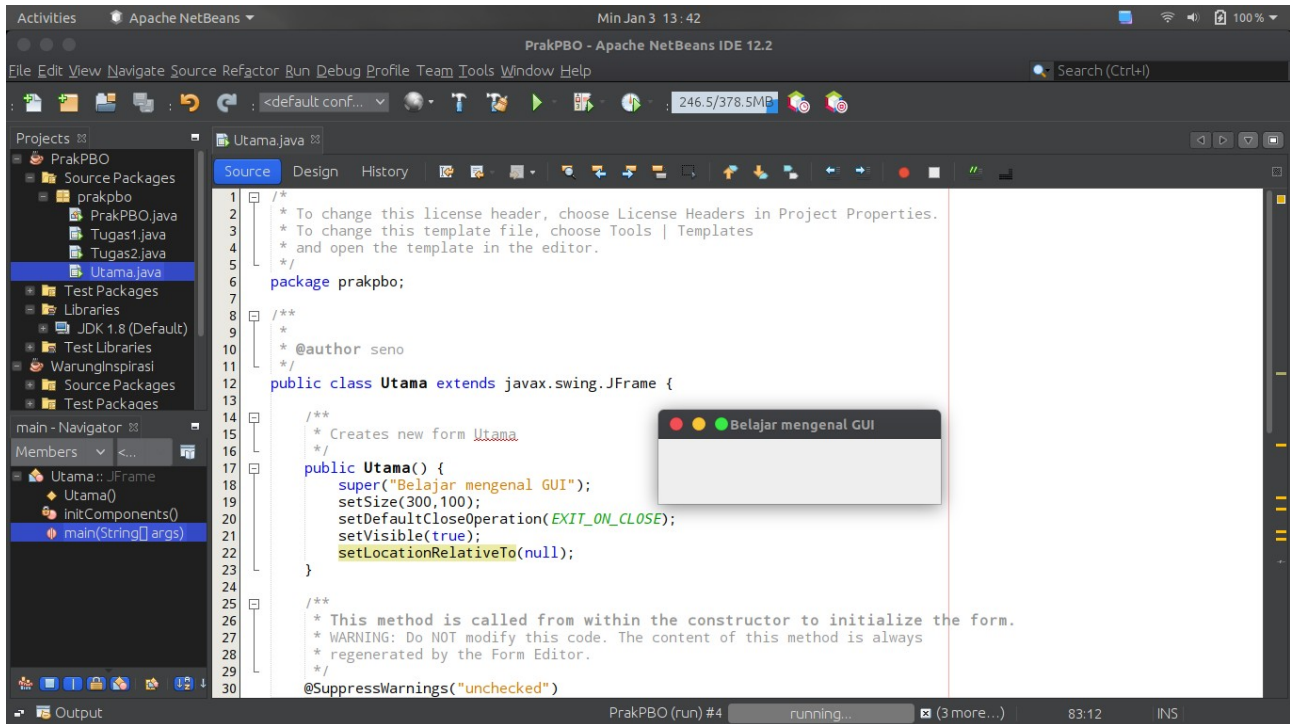 Activities Apache NetBeans Min Jan 3 13 : 42 100 %
PrakPBO - Apache NetBeans IDE 12.2
File Edit View Navigate Source Refactor Run Debug Profile Team Tools Window Help Search (Ctrl+I)
<default conf... 246.5/378.5MB
Projects
PrakPBO
Source Packages
prakpbo
PrakPBO.java
Tugas1.java
Tugas2.java
Utama.java
Test Packages
Libraries
JDK 1.8 (Default)
Test Libraries
WarungInspirasi
Source Packages
Test Packages
main - Navigator
Members <...
Utama :: JFrame
Utama()
initComponents()
main(String[] args)
Utama.java
Source Design History
1 /*
2 * To change this license header, choose License Headers in Project Properties.
3 * To change this template file, choose Tools | Templates
4 * and open the template in the editor.
5 */
6 package prakpbo;
7
8 /**
9 *
10 * @author seno
11 */
12 public class Utama extends javax.swing.JFrame {
13
14 /**
15 * Creates new form Utama
16 */
17 public Utama() {
18 super("Belajar mengenal GUI");
19 setSize(300,100);
20 setDefaultCloseOperation(EXIT_ON_CLOSE);
21 setVisible(true);
22 setLocationRelativeTo(null);
23 }
24
25 /**
26 * This method is called from within the constructor to initialize the form.
27 * WARNING: Do NOT modify this code. The content of this method is always
28 * regenerated by the Form Editor.
29 */
30 @SuppressWarnings("unchecked")
Belajar mengenal GUI
Output PrakPBO (run) #4 running... (3 more...) 83:12 INS